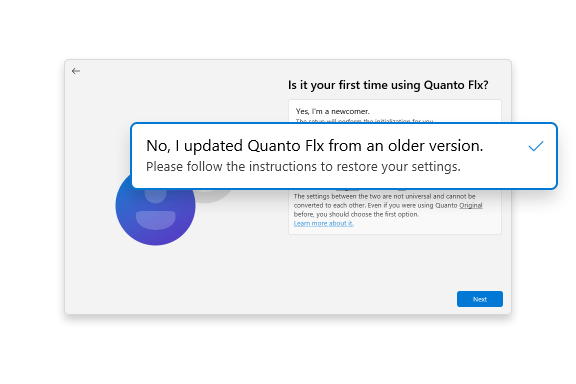 Is it your first time using Quanto Flx?
Yes, I'm a newcomer.
The setup will perform the initialization for you.
No, I updated Quanto Flx from an older version.
Please follow the instructions to restore your settings.
The settings between the two are not universal and cannot be
converted to each other. Even if you were using Quanto Original
before, you should choose the first option.
Learn more about it.
Next